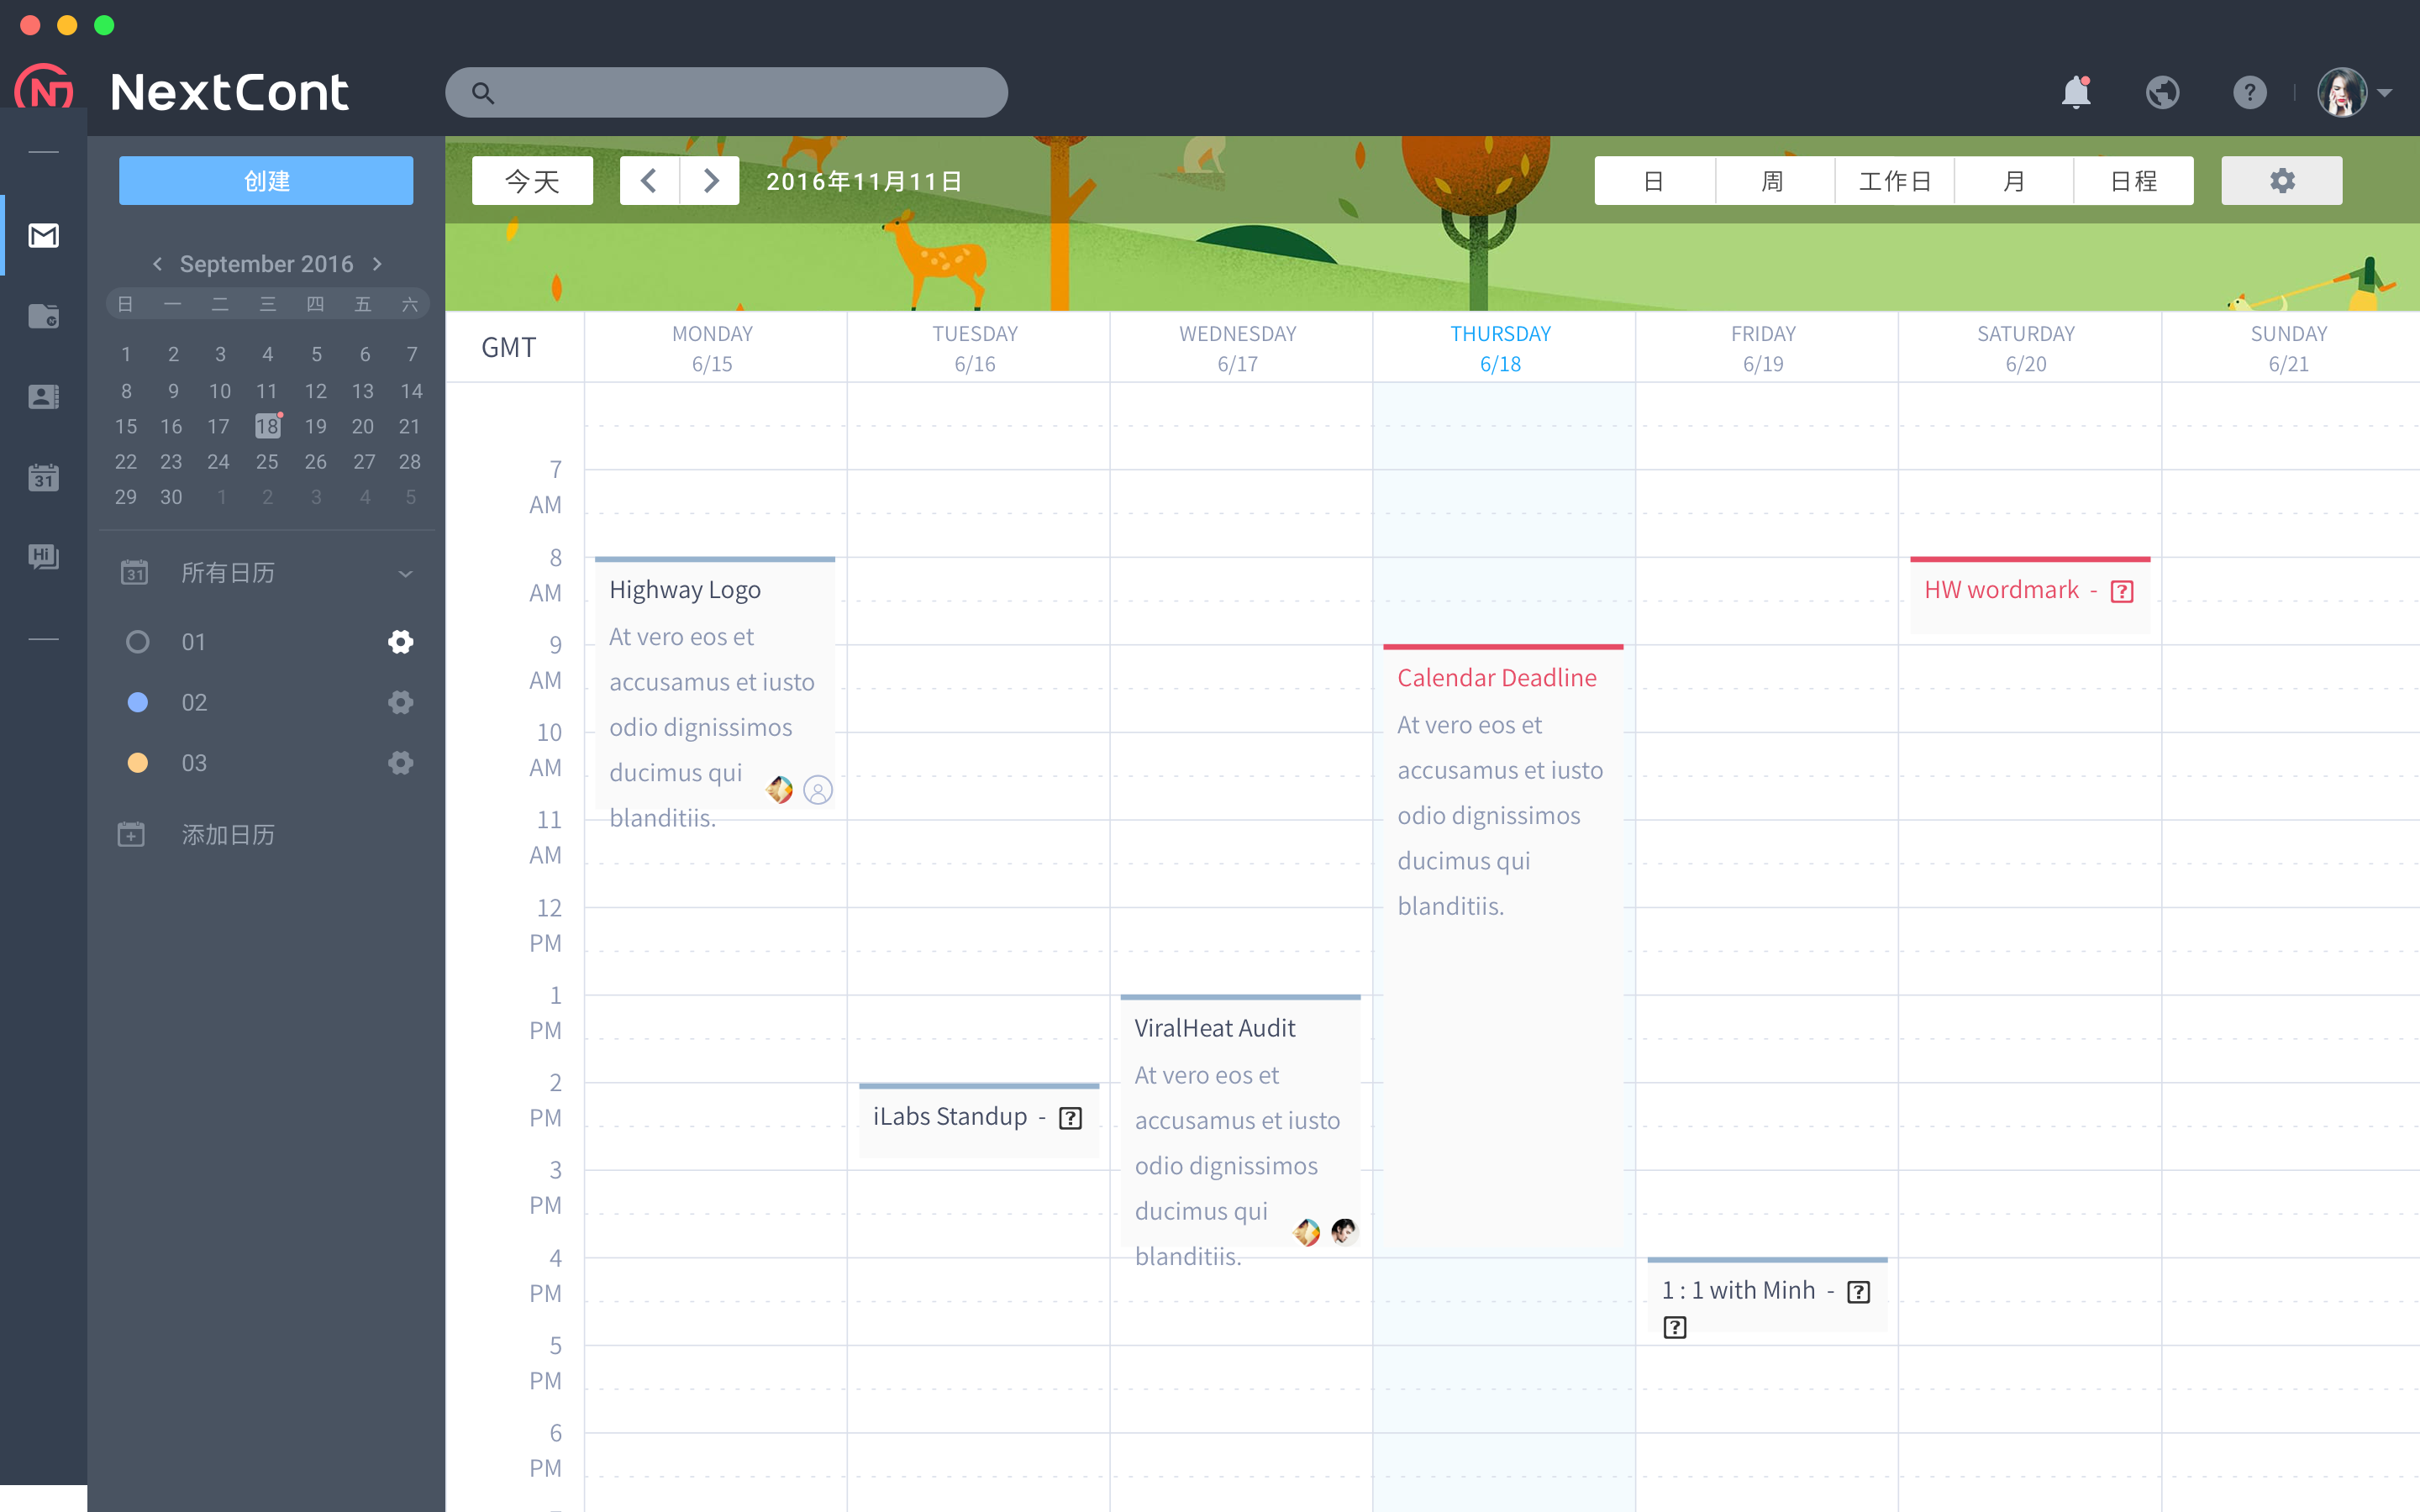 NextCont
创建
今天
2016年11月11日
日 周 工作日 月 日程
September 2016
日 一 二 三 四 五 六
1 2 3 4 5 6 7
8 9 10 11 12 13 14
15 16 17 18 19 20 21
22 23 24 25 26 27 28
29 30 1 2 3 4 5
31
Hi
31 所有日历
01
02
03
添加日历
GMT
MONDAY
6/15
TUESDAY
6/16
WEDNESDAY
6/17
THURSDAY
6/18
FRIDAY
6/19
SATURDAY
6/20
SUNDAY
6/21
7
AM
8
AM
9
AM
10
AM
11
AM
12
PM
1
PM
2
PM
3
PM
4
PM
5
PM
6
PM
Highway Logo
At vero eos et
accusamus et iusto
odio dignissimos
ducimus qui
blanditiis.
iLabs Standup -
ViralHeat Audit
At vero eos et
accusamus et iusto
odio dignissimos
ducimus qui
blanditiis.
Calendar Deadline
At vero eos et
accusamus et iusto
odio dignissimos
ducimus qui
blanditiis.
1 : 1 with Minh -
HW wordmark -